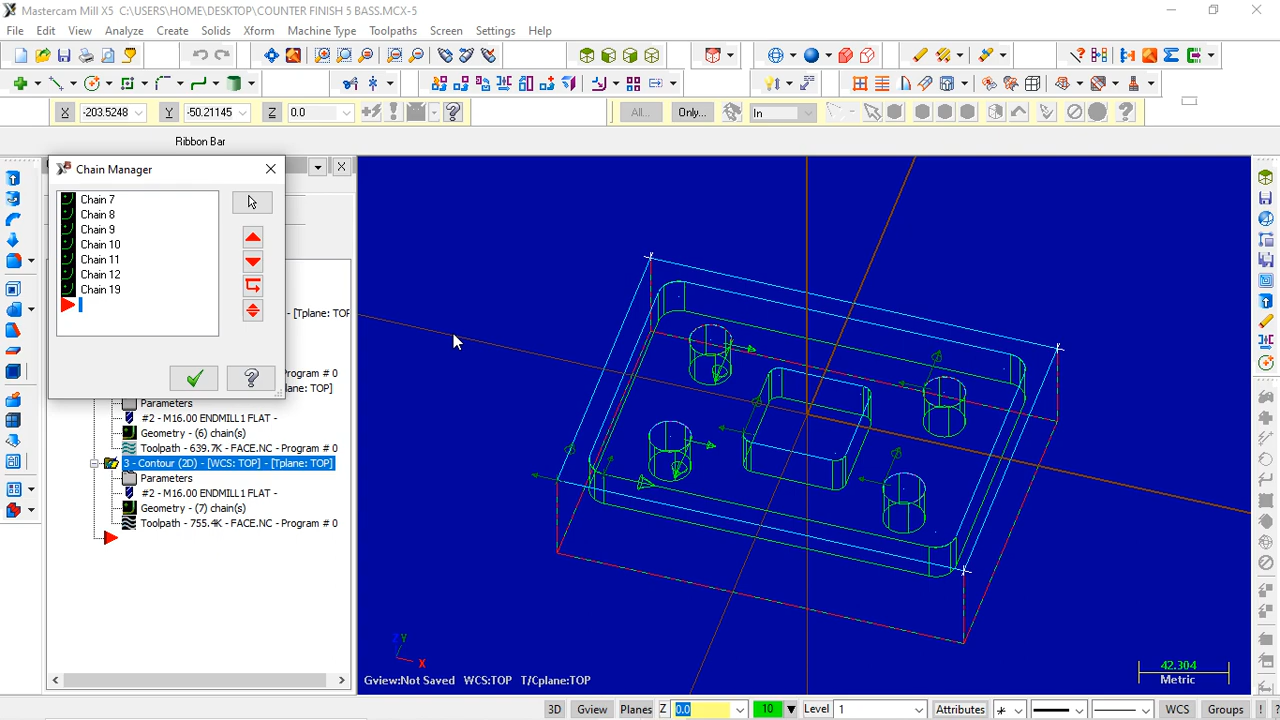 Mastercam Mill X5  C:\USERS\HOME\DESKTOP\COUNTER FINISH 5 BASS.MCX-5
File Edit View Analyze Create Solids Xform Machine Type Toolpaths Screen Settings Help
X -203.5248 Y -50.21145 Z 0.0 All... Only... In
Ribbon Bar
Chain Manager
Chain 7
Chain 8
Chain 9
Chain 10
Chain 11
Chain 12
Chain 19
- [Tplane: TOP
Program # 0
lane: TOP]
Parameters
#2 - M16.00 ENDMILL1 FLAT -
Geometry - (6) chain(s)
Toolpath - 639.7K - FACE.NC - Program # 0
3 - Contour (2D) - [WCS: TOP] - [Tplane: TOP]
Parameters
#2 - M16.00 ENDMILL1 FLAT -
Geometry - (7) chain(s)
Toolpath - 755.4K - FACE.NC - Program # 0
Y
X
Gview:Not Saved WCS:TOP T/Cplane:TOP
42.304
Metric
3D Gview Planes Z 0.0 10 Level 1 Attributes WCS Groups ! ?